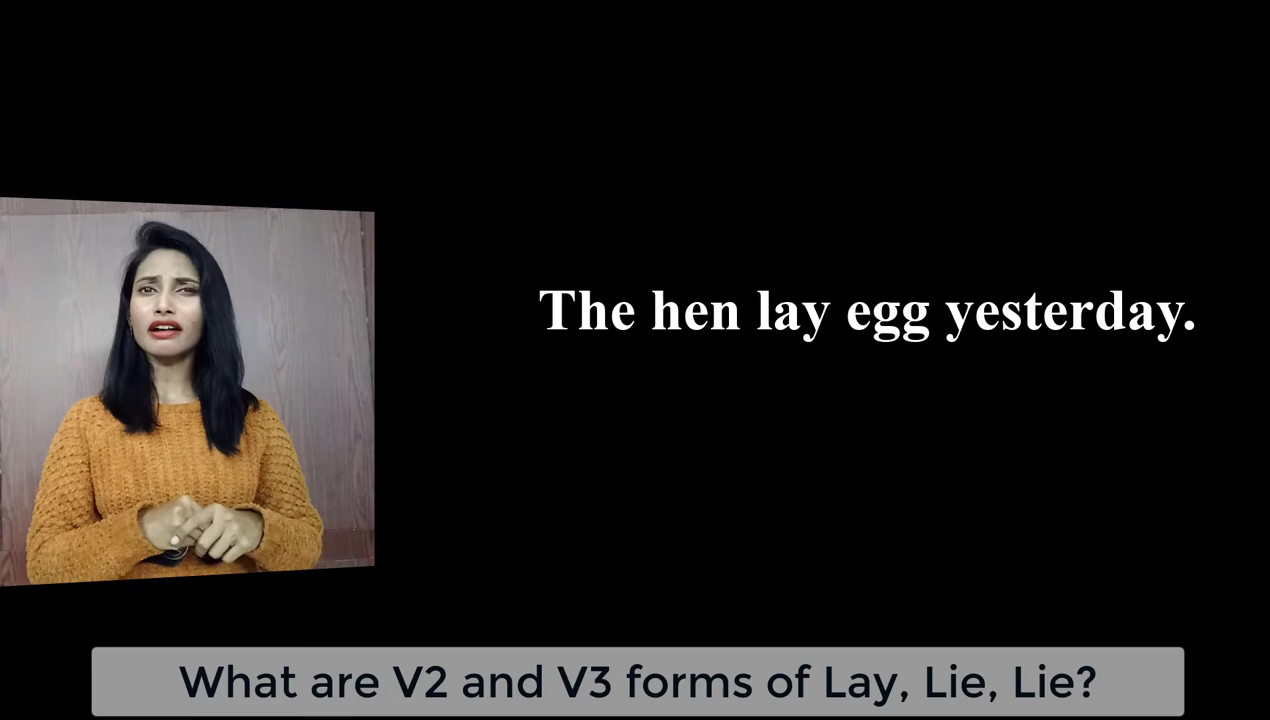 The hen lay egg yesterday.
What are V2 and V3 forms of Lay, Lie, Lie?